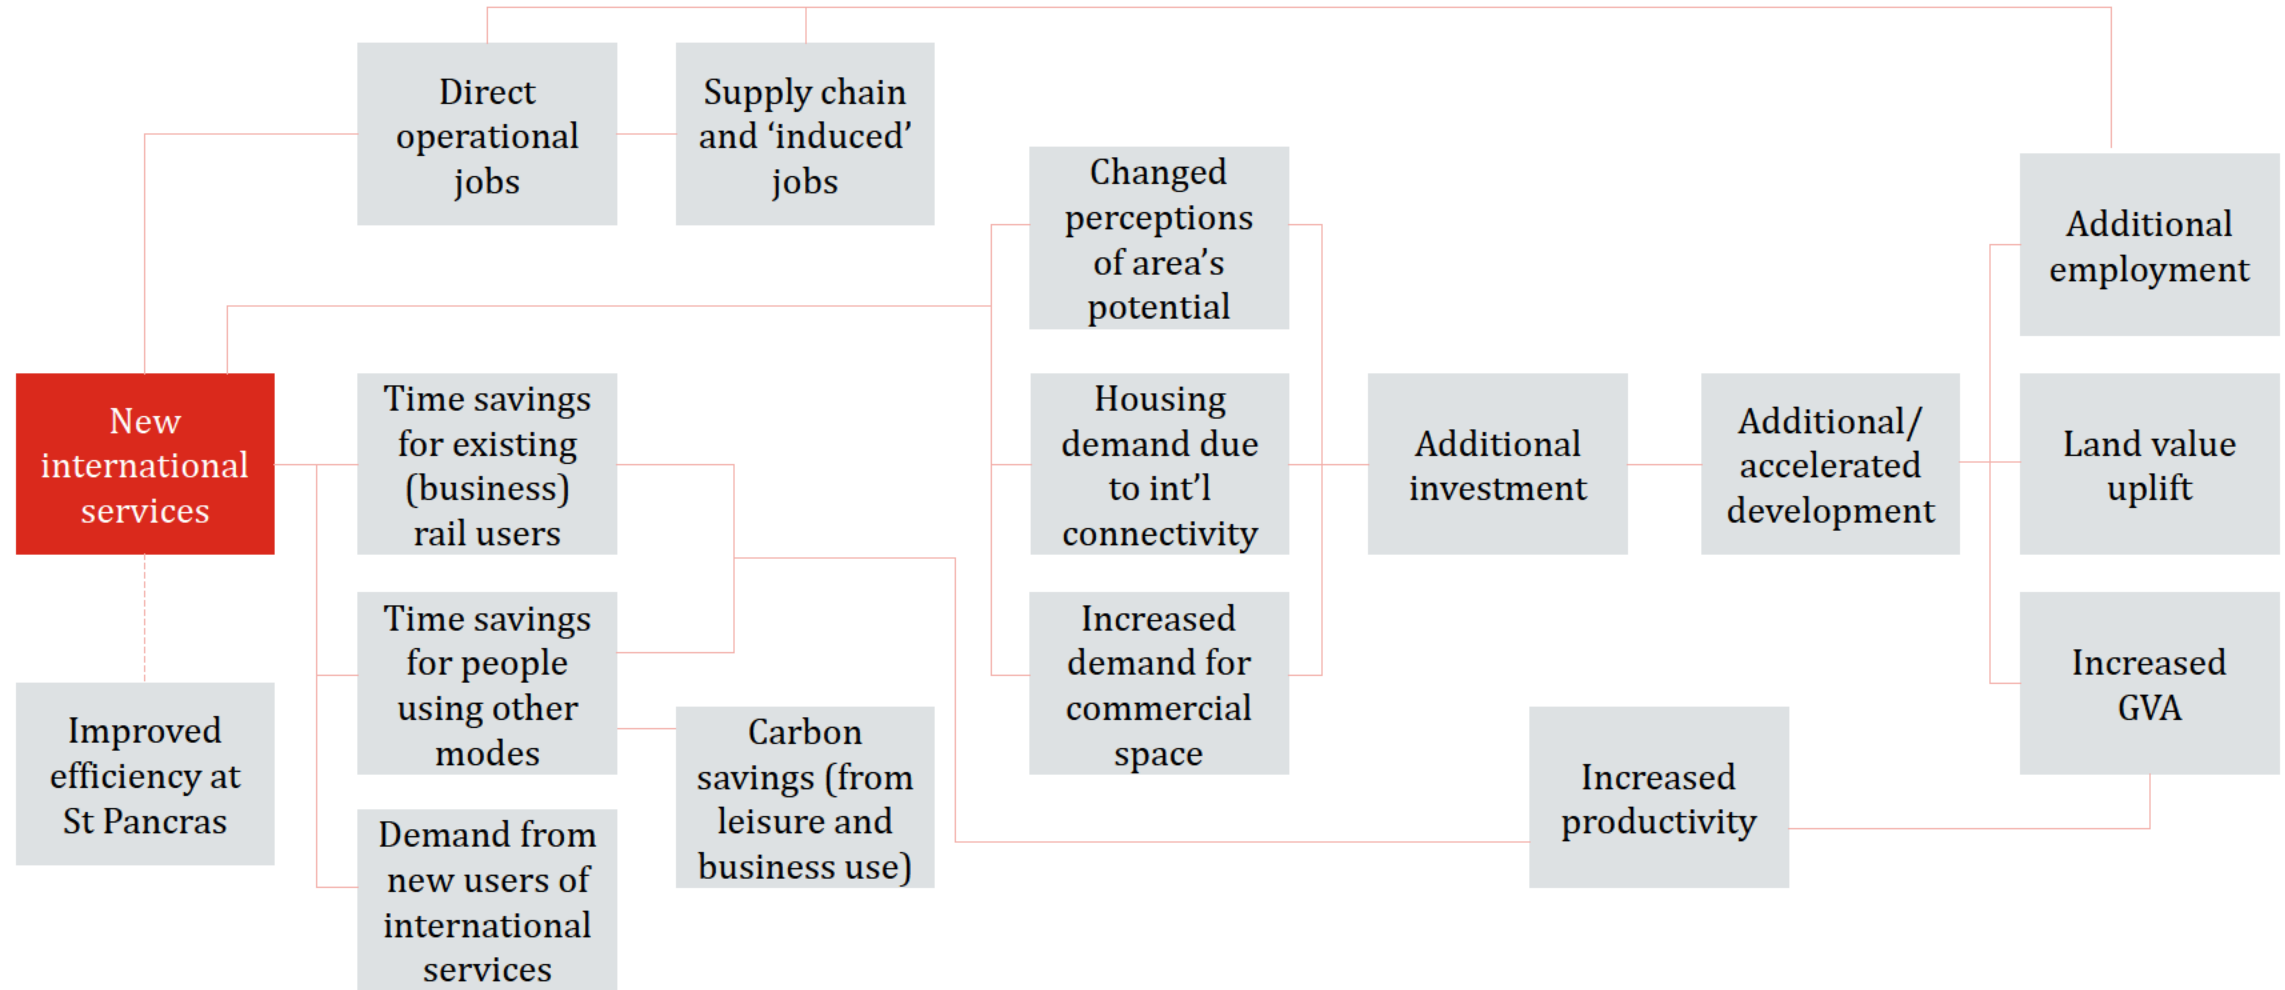 Direct
operational
jobs
Supply chain
and ‘induced’
jobs
Changed
perceptions
of area’s
potential
Additional
employment
New
international
services
Time savings
for existing
(business)
rail users
Housing
demand due
to int’l
connectivity
Additional
investment
Additional/
accelerated
development
Land value
uplift
Improved
efficiency at
St Pancras
Time savings
for people
using other
modes
Carbon
savings (from
leisure and
business use)
Increased
demand for
commercial
space
Increased
productivity
Increased
GVA
Demand from
new users of
international
services